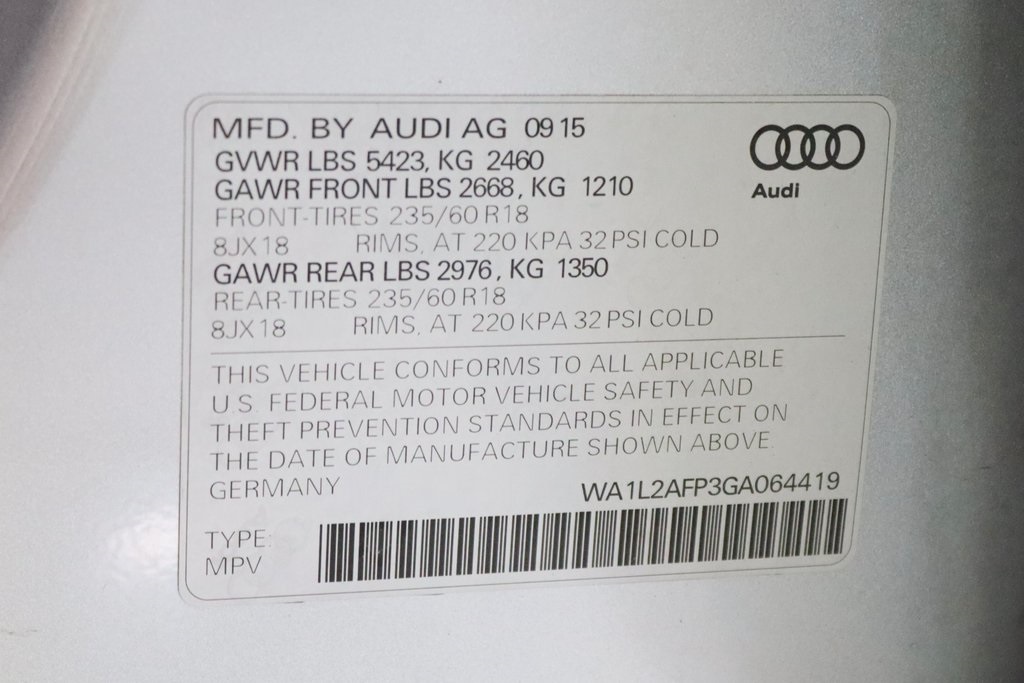 MFD. BY AUDI AG 09 15
GVWR LBS 5423, KG 2460
GAWR FRONT LBS 2668, KG 1210
FRONT-TIRES 235/60 R18
8JX18 RIMS, AT 220 KPA 32 PSI COLD
GAWR REAR LBS 2976, KG 1350
REAR-TIRES 235/60 R18
8JX18 RIMS, AT 220 KPA 32 PSI COLD
Audi
THIS VEHICLE CONFORMS TO ALL APPLICABLE
U.S. FEDERAL MOTOR VEHICLE SAFETY AND
THEFT PREVENTION STANDARDS IN EFFECT ON
THE DATE OF MANUFACTURE SHOWN ABOVE.
GERMANY WA1L2AFP3GA064419
TYPE:
MPV